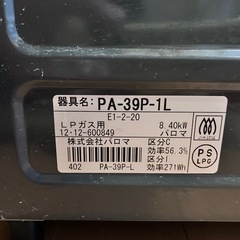 器具名: PA-39P-1L
E1-2-20
LPガス用 8.40kW
12·12-600849 パロマ
株式会社パロマ 区分C
効率56.3%
区分I
402 PA-39P-L 効率271Wh
PS
LPG